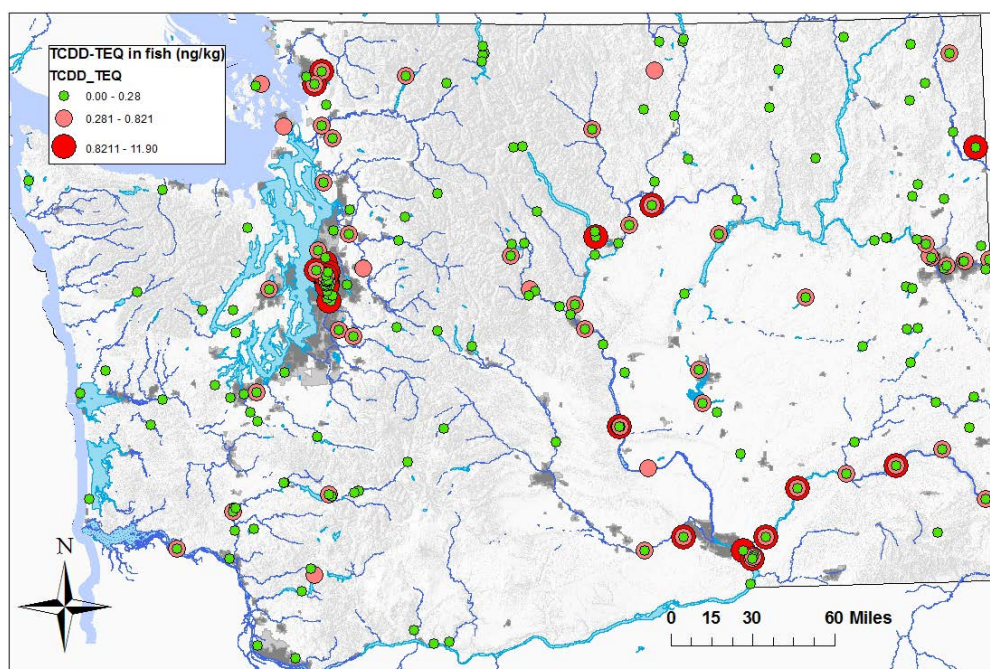 TCDD-TEQ in fish (ng/kg)
TCDD_TEQ
0.00 - 0.28
0.281 - 0.821
0.8211 - 11.90
N
0 15 30 60 Miles